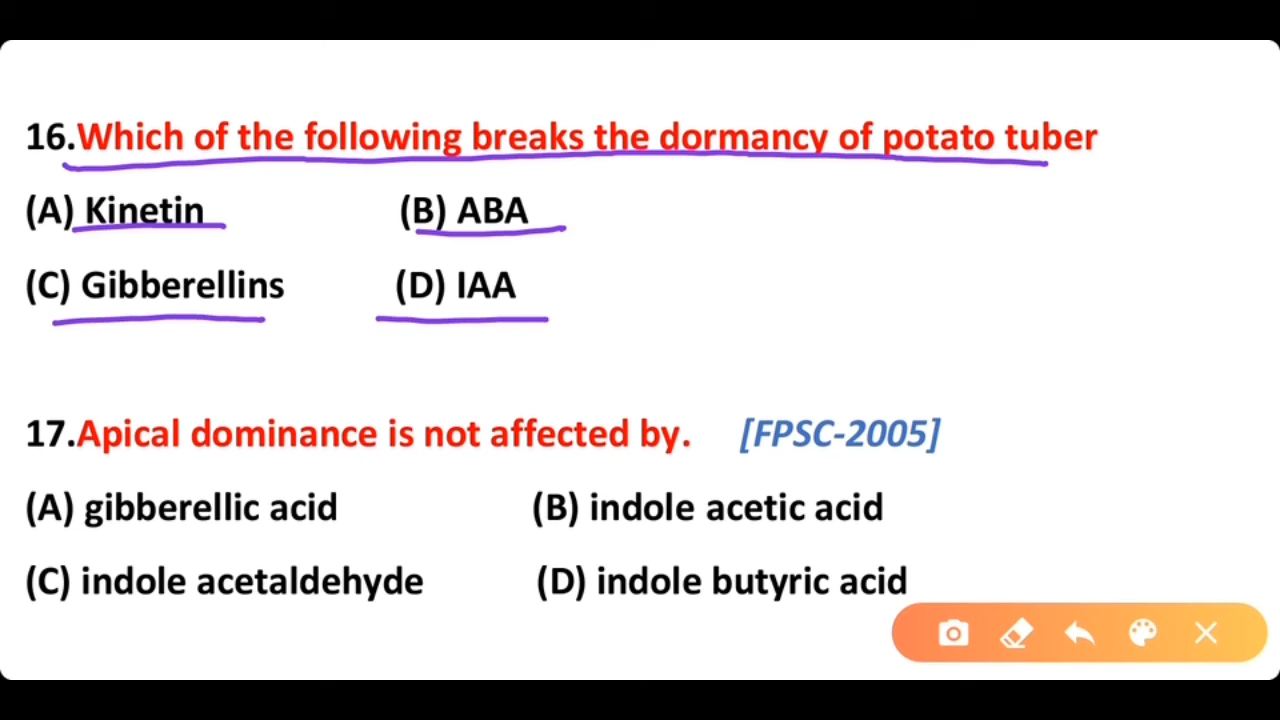 16.Which of the following breaks the dormancy of potato tuber
(A) Kinetin (B) ABA
(C) Gibberellins (D) IAA
17.Apical dominance is not affected by. [FPSC-2005]
(A) gibberellic acid (B) indole acetic acid
(C) indole acetaldehyde (D) indole butyric acid